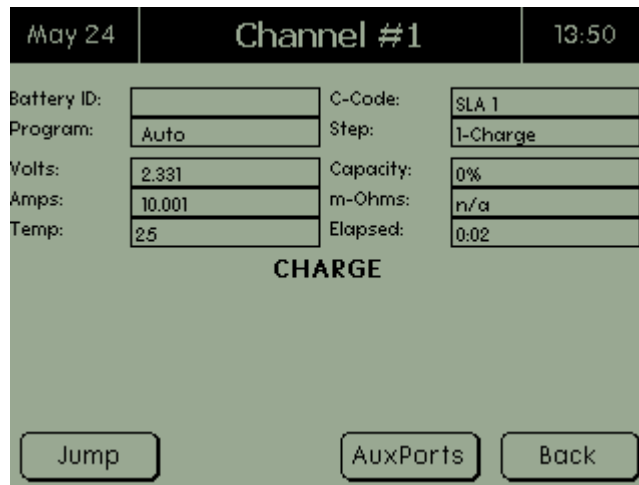 May 24 Channel #1 13:50
Battery ID: C-Code: SLA 1
Program: Auto Step: 1-Charge
Volts: 2.331 Capacity: 0%
Amps: 10.001 m-Ohms: n/a
Temp: 25 Elapsed: 0:02
CHARGE
Jump AuxPorts Back